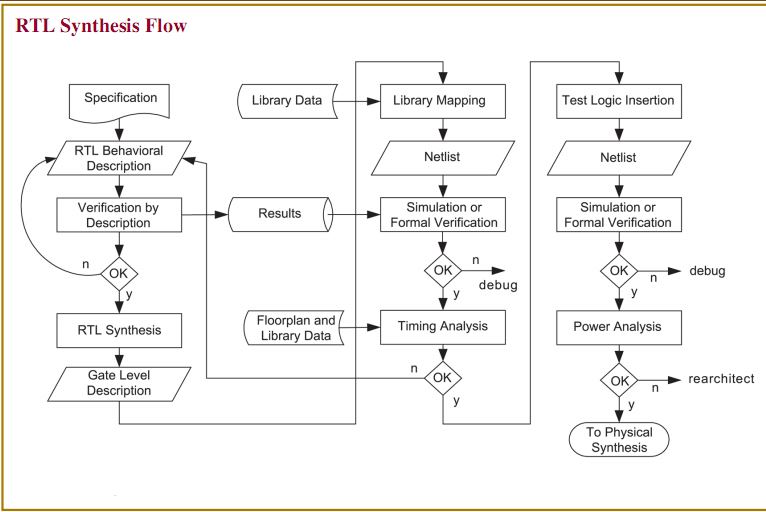 RTL Synthesis Flow
Specification
RTL Behavioral
Description
Verification by
Description
n
OK
y
RTL Synthesis
Gate Level
Description
Library Data
Results
Floorplan and
Library Data
Library Mapping
Netlist
Simulation or
Formal Verification
OK
n
debug
y
Timing Analysis
n
OK
y
Test Logic Insertion
Netlist
Simulation or
Formal Verification
OK
n
debug
y
Power Analysis
OK
n
rearchitect
y
To Physical
Synthesis